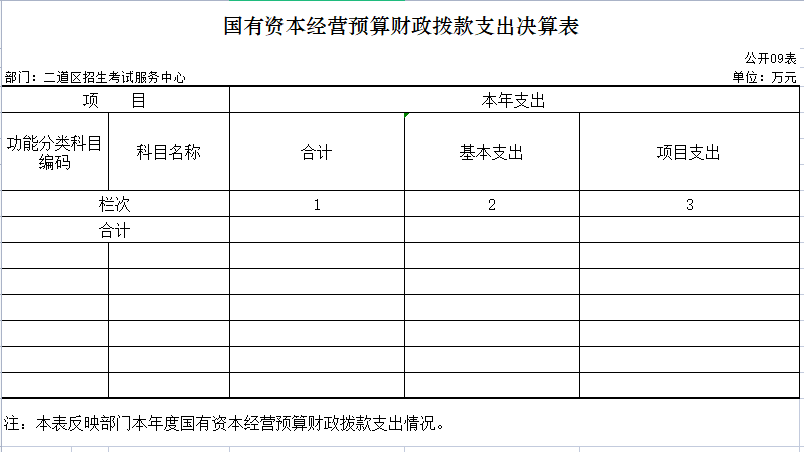 国有资本经营预算财政拨款支出决算表
公开09表
部门：二道区招生考试服务中心 单位：万元
项 目 本年支出
功能分类科目
编码
科目名称 合计 基本支出 项目支出
栏次 1 2 3
合计
注：本表反映部门本年度国有资本经营预算财政拨款支出情况。